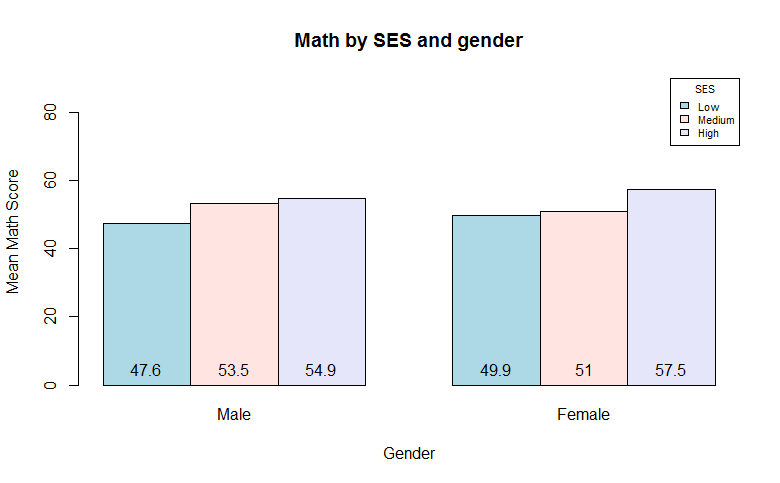 Math by SES and gender
SES
Low
Medium
High
Mean Math Score
80
60
40
20
0
47.6 53.5 54.9 49.9 51 57.5
Male Female
Gender